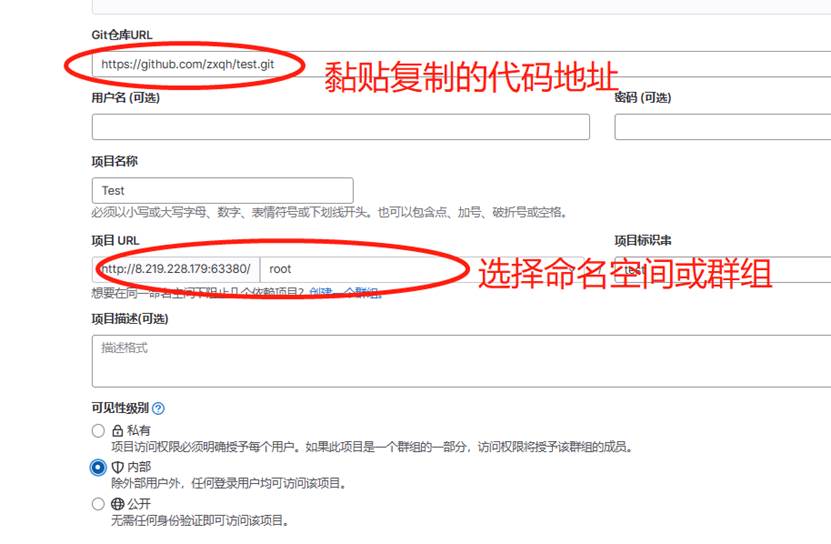 Git仓库URL
https://github.com/zxqh/test.git
黏贴复制的代码地址
用户名 (可选)
密码 (可选)
项目名称
Test
必须以小写或大写字母、数字、表情符号或下划线开头。也可以包含点、加号、破折号或空格。
项目 URL
项目标识串
http://8.219.228.179:63380/
root
选择命名空间或群组
想要在同一命名空间下阻止几个依赖项目? 创建一个群组。
项目描述(可选)
描述格式
可见性级别
私有
项目访问权限必须明确授予每个用户。如果此项目是一个群组的一部分，访问权限将授予该群组的成员。
内部
除外部用户外，任何登录用户均可访问该项目。
公开
无需任何身份验证即可访问该项目。